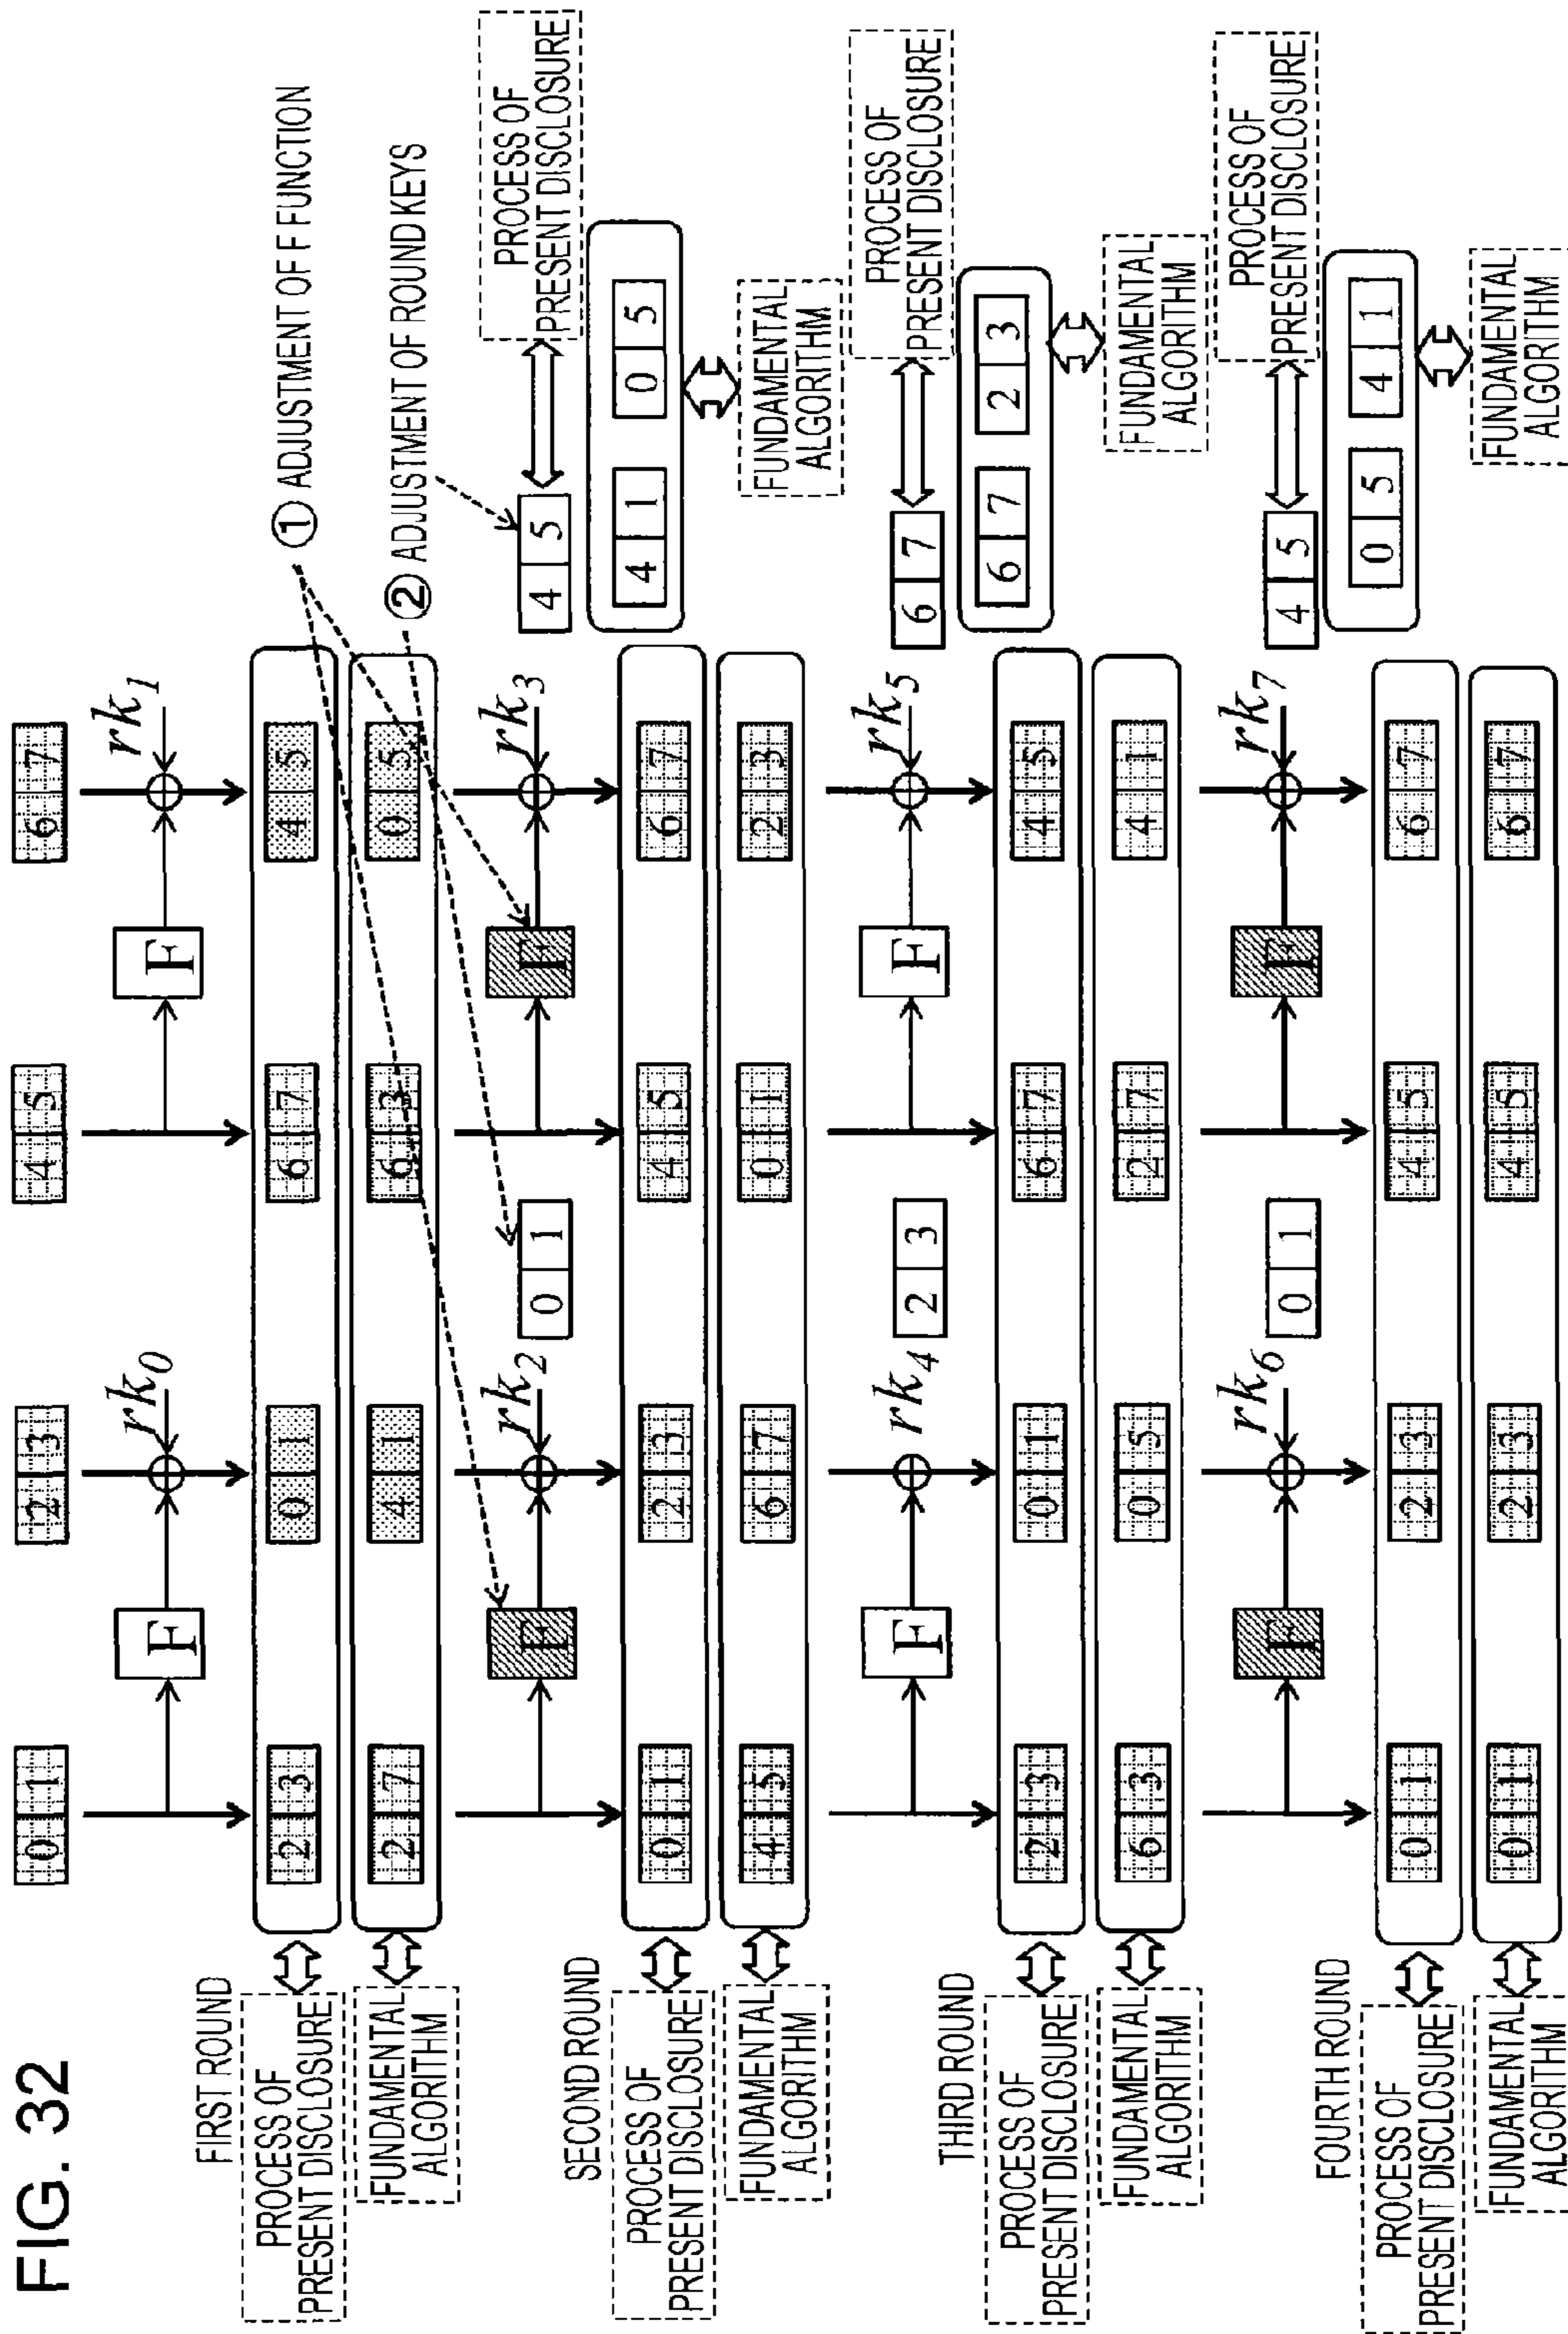 FIG. 32
0 1 2 3 4 5 6 7
F rk0 F rk1
① ADJUSTMENT OF F FUNCTION
FIRST ROUND
PROCESS OF
PRESENT DISCLOSURE
2 3 0 1 6 7 4 5
FUNDAMENTAL
ALGORITHM
2 7 4 1 6 3 0 5
② ADJUSTMENT OF ROUND KEYS
F rk2 0 1 F rk3 4 5
PROCESS OF
PRESENT DISCLOSURE
4 1 0 5
FUNDAMENTAL
ALGORITHM
SECOND ROUND
PROCESS OF
PRESENT DISCLOSURE
0 1 2 3 4 5 6 7
FUNDAMENTAL
ALGORITHM
4 5 6 7 0 1 2 3
F rk4 2 3 F rk5 6 7
PROCESS OF
PRESENT DISCLOSURE
6 7 2 3
FUNDAMENTAL
ALGORITHM
THIRD ROUND
PROCESS OF
PRESENT DISCLOSURE
2 3 0 1 6 7 4 5
FUNDAMENTAL
ALGORITHM
6 3 0 5 2 7 4 1
F rk6 0 1 F rk7 4 5
PROCESS OF
PRESENT DISCLOSURE
0 5 4 1
FUNDAMENTAL
ALGORITHM
FOURTH ROUND
PROCESS OF
PRESENT DISCLOSURE
0 1 2 3 4 5 6 7
FUNDAMENTAL
ALGORITHM
0 1 2 3 4 5 6 7